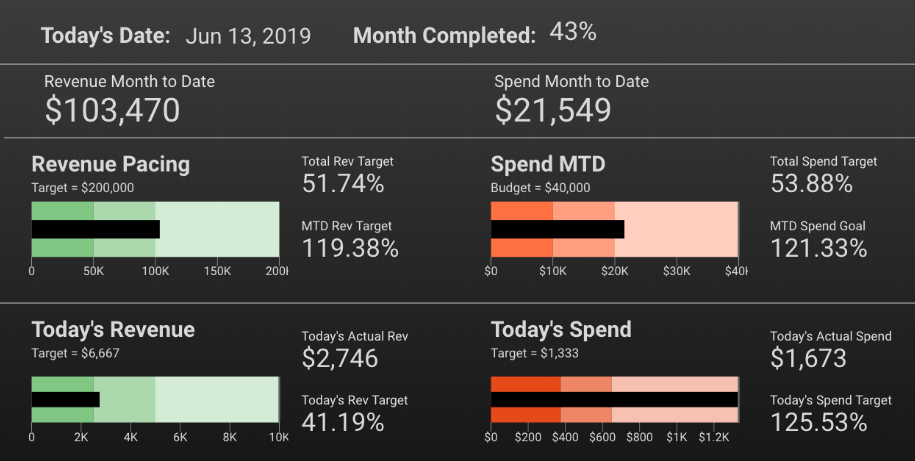 Today's Date: Jun 13, 2019 Month Completed: 43%
Revenue Month to Date
$103,470
Spend Month to Date
$21,549
Revenue Pacing
Target = $200,000
Total Rev Target
51.74%
MTD Rev Target
119.38%
0 50K 100K 150K 200K
Spend MTD
Budget = $40,000
Total Spend Target
53.88%
MTD Spend Goal
121.33%
$0 $10K $20K $30K $40K
Today's Revenue
Target = $6,667
Today's Actual Rev
$2,746
Today's Rev Target
41.19%
0 2K 4K 6K 8K 10K
Today's Spend
Target = $1,333
Today's Actual Spend
$1,673
Today's Spend Target
125.53%
$0 $200 $400 $600 $800 $1K $1.2K